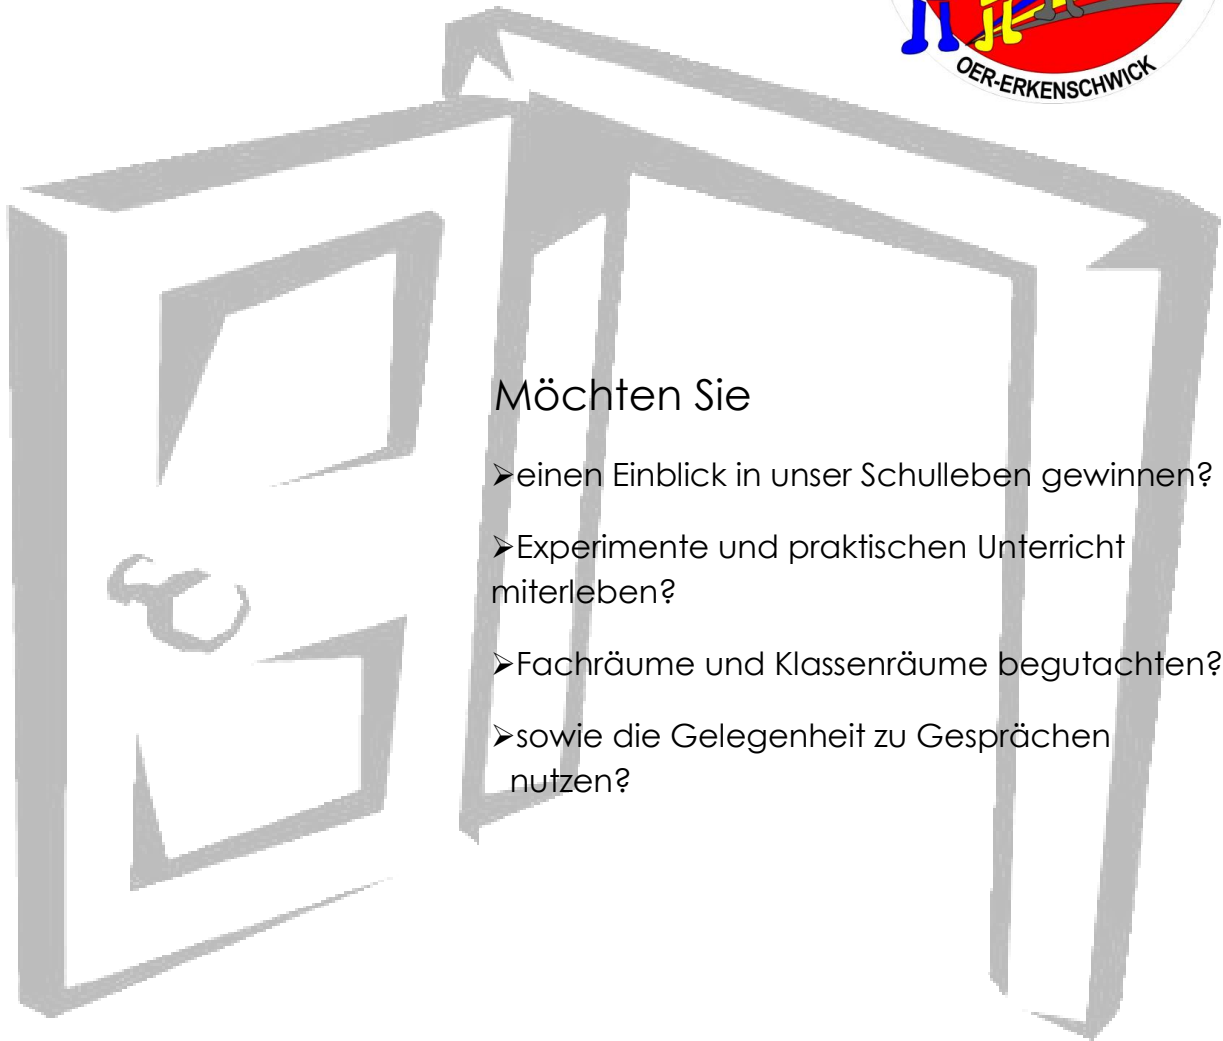 OER-ERKENSCHWICK
Möchten Sie
➢einen Einblick in unser Schulleben gewinnen?
➢Experimente und praktischen Unterricht
miterleben?
➢Fachräume und Klassenräume begutachten?
➢sowie die Gelegenheit zu Gesprächen
nutzen?